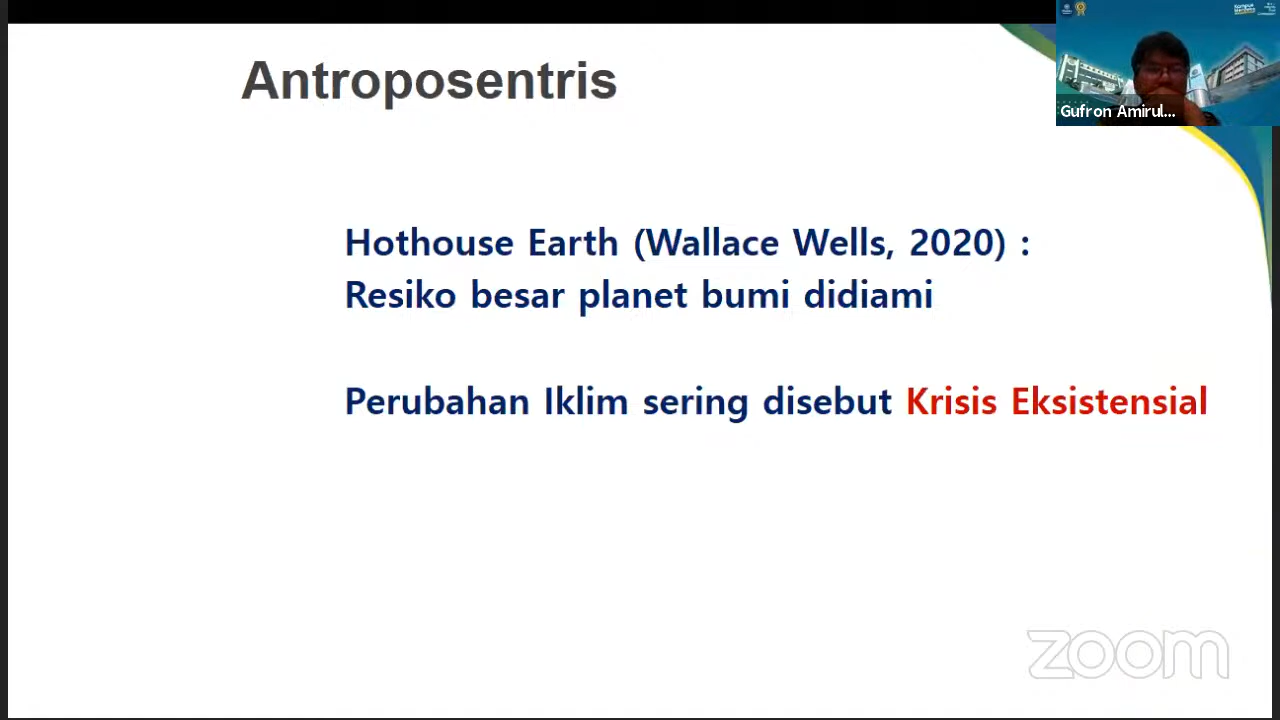 Antroposentris
Gufron Amirul...
Hothouse Earth (Wallace Wells, 2020) :
Resiko besar planet bumi didiami
Perubahan Iklim sering disebut Krisis Eksistensial
zoom